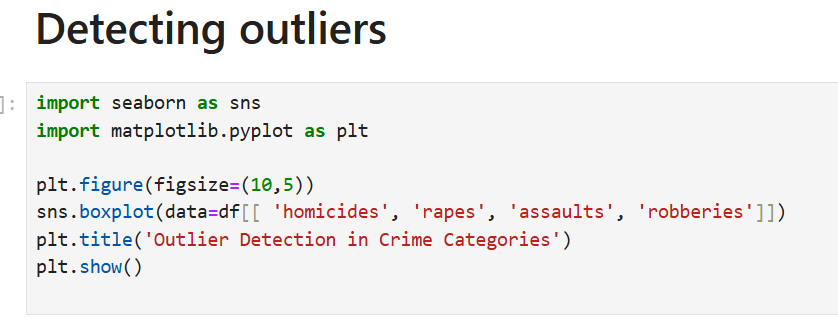 Detecting outliers
]:
import seaborn as sns
import matplotlib.pyplot as plt
plt.figure(figsize=(10,5))
sns.boxplot(data=df[[ 'homicides', 'rapes', 'assaults', 'robberies']])
plt.title('Outlier Detection in Crime Categories')
plt.show()